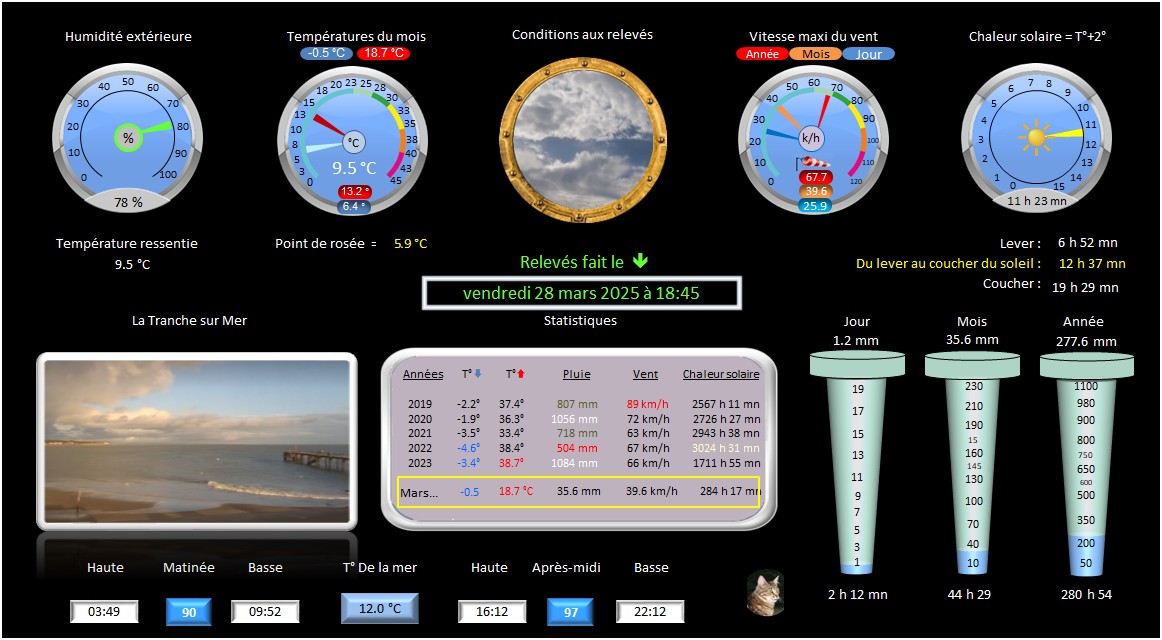 Humidité extérieure
Températures du mois
Conditions aux relevés
Vitesse maxi du vent
Chaleur solaire = T°+2°
-0.5 °C 18.7 °C
Année Mois Jour
0 10 20 30 40 50 60 70 80 90 100
%
78 %
0 3 5 8 10 13 15 18 20 23 25 28 30 33 35 38 40 43 45
°C
9.5 °C
13.2 °
6.4 °
10 20 30 40 50 60 70 80 90 100 110 120
k/h
67.7
39.6
25.9
0 1 2 3 4 5 6 7 8 9 10 11 12 13 14 15
11 h 23 mn
Température ressentie
9.5 °C
Point de rosée = 5.9 °C
Relevés fait le
vendredi 28 mars 2025 à 18:45
Lever : 6 h 52 mn
Du lever au coucher du soleil : 12 h 37 mn
Coucher : 19 h 29 mn
La Tranche sur Mer
Statistiques
Années T° T° Pluie Vent Chaleur solaire
2019 -2.2° 37.4° 807 mm 89 km/h 2567 h 11 mn
2020 -1.9° 36.3° 1056 mm 72 km/h 2726 h 27 mn
2021 -3.5° 33.4° 718 mm 63 km/h 2943 h 38 mn
2022 -4.6° 38.4° 504 mm 67 km/h 3024 h 31 mn
2023 -3.4° 38.7° 1084 mm 66 km/h 1711 h 55 mn
Mars... -0.5 18.7 °C 35.6 mm 39.6 km/h 284 h 17 mn
Jour
1.2 mm
19
17
15
13
11
9
7
5
3
1
2 h 12 mn
Mois
35.6 mm
230
210
190
15
160
145
130
100
70
40
10
44 h 29
Année
277.6 mm
1100
980
900
800
750
650
600
500
350
200
50
280 h 54
Haute Matinée Basse
03:49 90 09:52
T° De la mer
12.0 °C
Haute Après-midi Basse
16:12 97 22:12